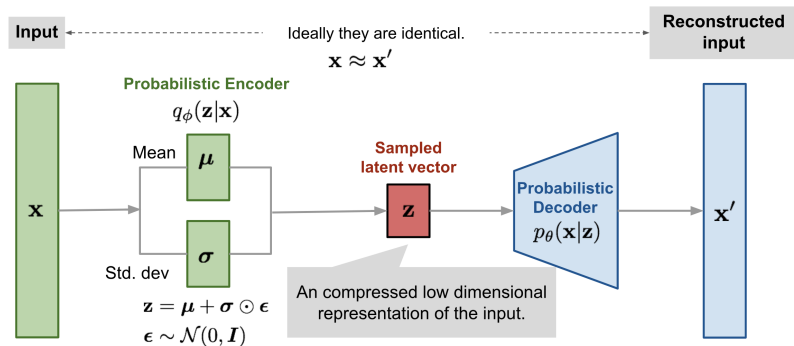 Input
Ideally they are identical.
x ≈ x′
Reconstructed
input
Probabilistic Encoder
qϕ(z|x)
Mean
μ
x
σ
Std. dev
z = μ + σ ⊙ ϵ
ϵ ∼ 𝒩(0, I)
Sampled
latent vector
z
An compressed low dimensional
representation of the input.
Probabilistic
Decoder
pθ(x|z)
x′